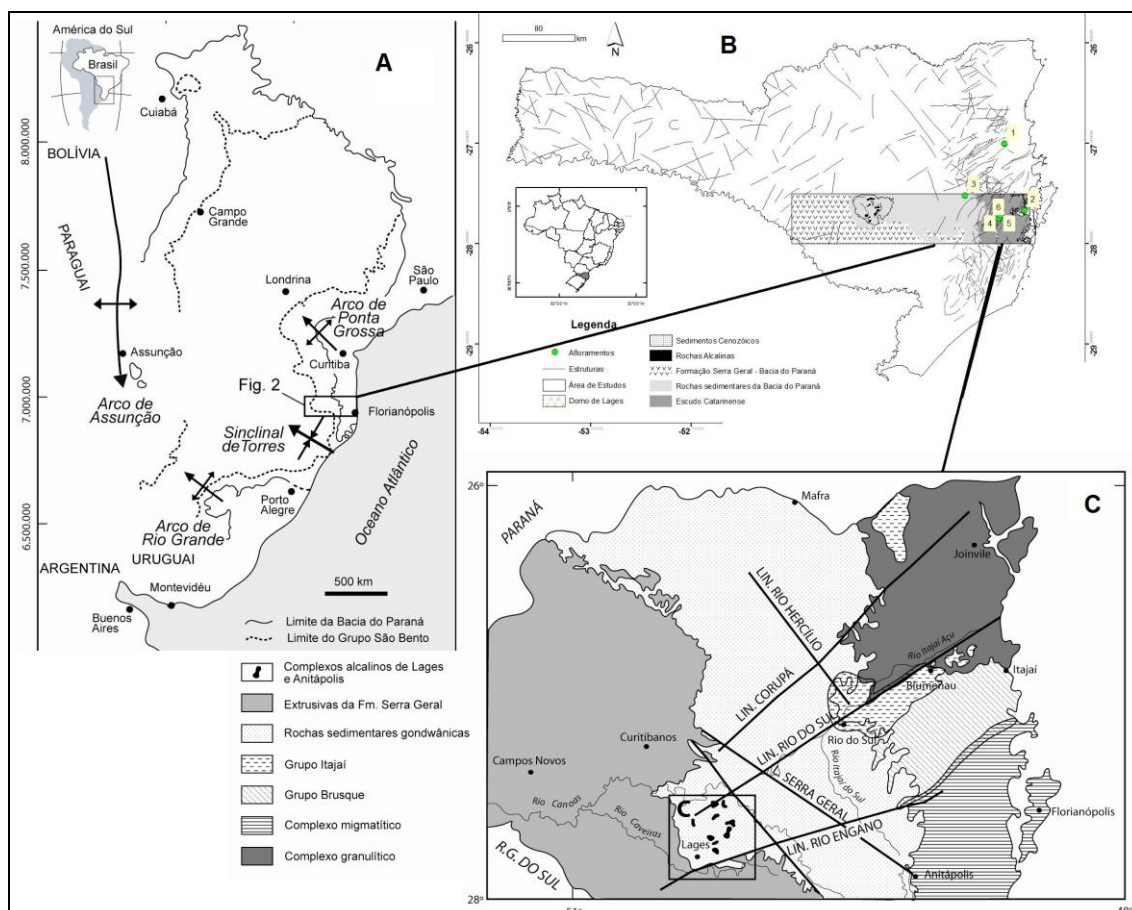 América do Sul
Brasil
A
Cuiabá
8.000.000
BOLÍVIA
Campo
Grande
PARAGUAI
7.500.000
Londrina
São
Paulo
Arco de
Ponta
Grossa
Assunção
Curitiba
Fig. 2
7.000.000
Arco de
Assunção
Florianópolis
Sinclinal
de Torres
Porto
Alegre
Oceano Atlântico
Arco de
Rio Grande
6.500.000
ARGENTINA
URUGUAI
Montevidéu
Buenos
Aires
500 km
Limite da Bacia do Paraná
Limite do Grupo São Bento
Complexos alcalinos de Lages
e Anitápolis
Extrusivas da Fm. Serra Geral
Rochas sedimentares gondwânicas
Grupo Itajaí
Grupo Brusque
Complexo migmatítico
Complexo granulítico
80
km
N
B
-26
-26
-27
-27
-28
-28
-29
-29
1
2
3
4
5
6
Legenda
Afloramentos
Estruturas
Área de Estudos
Domo de Lages
Sedimentos Cenozóicos
Rochas Alcalinas
Formação Serra Geral - Bacia do Paraná
Rochas sedimentares da Bacia do Paraná
Escudo Catarinense
-54
-53
-52
26°
C
Mafra
PARANÁ
Joinvile
LIN. RIO HERCÍLIO
Rio Itajaí Açu
Itajaí
Blumenau
LIN. CORUPÁ
LIN. RIO DO SUL
Rio do Sul
Curitibanos
Rio Itajaí do Sul
Campos Novos
SERRA GERAL
Rio Canoas
Rio Caveiras
Florianópolis
LIN. RIO ENGANO
Lages
R.G. DO SUL
Anitápolis
28°